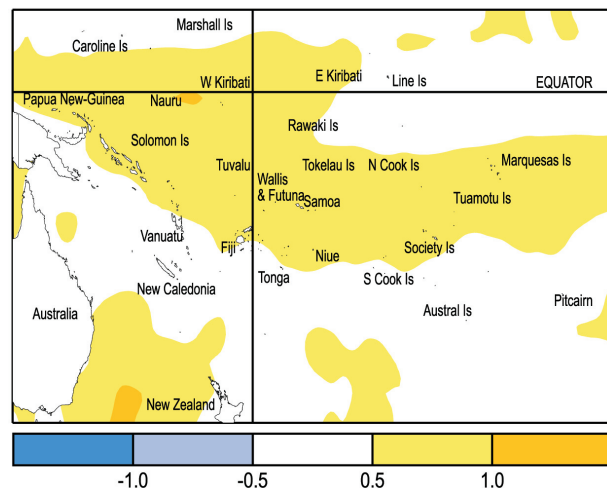 Marshall Is
Caroline Is
W Kiribati
E Kiribati
Line Is
EQUATOR
Papua New-Guinea
Nauru
Rawaki Is
Solomon Is
Tuvalu
Tokelau Is
N Cook Is
Marquesas Is
Wallis
& Futuna
Samoa
Tuamotu Is
Vanuatu
Fiji
Niue
Society Is
Tonga
S Cook Is
New Caledonia
Pitcairn
Australia
Austral Is
New Zealand
-1.0
-0.5
0.5
1.0